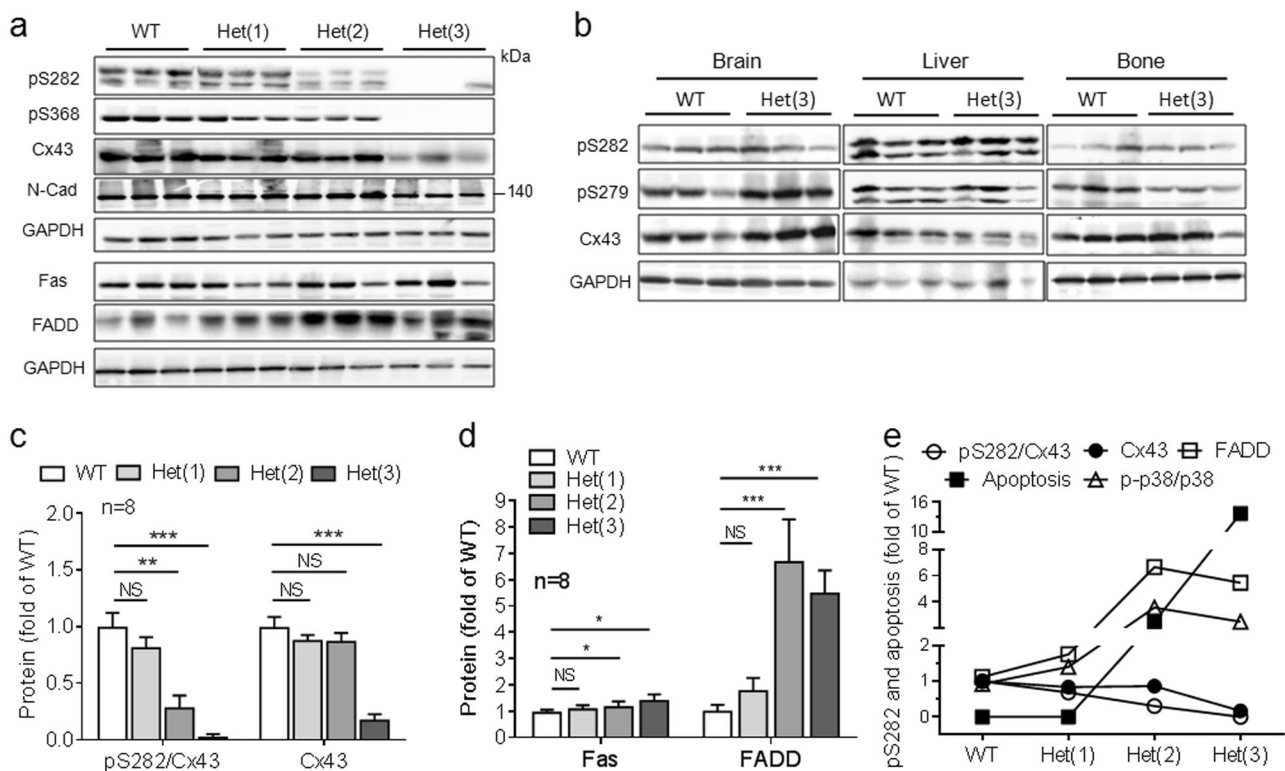 a
WT Het(1) Het(2) Het(3)
kDa
pS282
pS368
Cx43
N-Cad
140
GAPDH
Fas
FADD
GAPDH
b
Brain Liver Bone
WT Het(3) WT Het(3) WT Het(3)
pS282
pS279
Cx43
GAPDH
c
WT Het(1) Het(2) Het(3)
n=8
Protein (fold of WT)
2.0
1.5
1.0
0.5
0.0
***
**
NS
***
NS
NS
pS282/Cx43 Cx43
d
WT
Het(1)
Het(2)
Het(3)
n=8
Protein (fold of WT)
9
8
7
6
5
4
3
2
1
0
*
*
NS
***
***
NS
Fas FADD
e
pS282/Cx43 Cx43 FADD
Apoptosis p-p38/p38
pS282 and apoptosis (fold of WT)
16
10
8
6
4
2
2
1
0
WT Het(1) Het(2) Het(3)